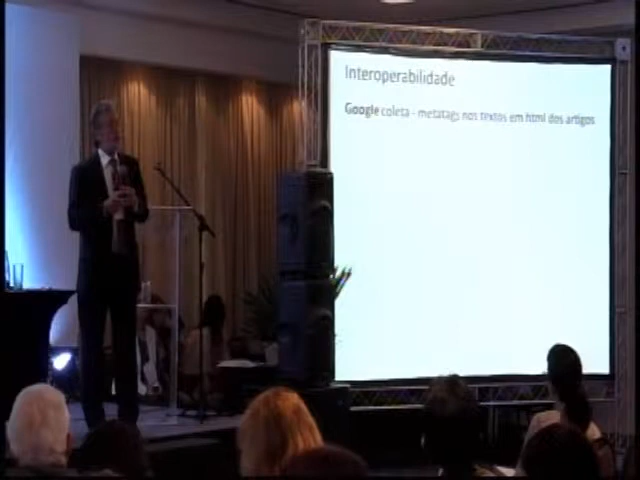 Interoperabilidade
Google coleta - metatags nos textos em html dos artigos